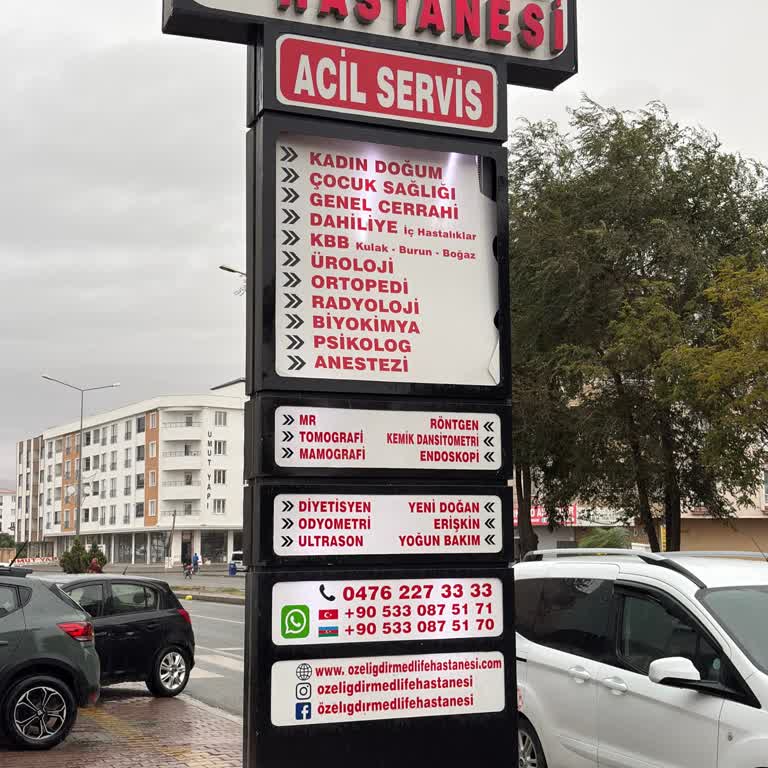 HASTANESİ
ACİL SERVİS
KADIN DOĞUM
ÇOCUK SAĞLIĞI
GENEL CERRAHİ
DAHİLİYE İç Hastalıklar
KBB Kulak - Burun - Boğaz
ÜROLOJİ
ORTOPEDİ
RADYOLOJİ
BİYOKİMYA
PSİKOLOG
ANESTEZİ
MR RÖNTGEN
TOMOGRAFİ KEMİK DANSİTOMETRİ
MAMOGRAFİ ENDOSKOPİ
DİYETİSYEN YENİ DOĞAN
ODYOMETRİ ERİŞKİN
ULTRASON YOĞUN BAKIM
0476 227 33 33
+90 533 087 51 71
+90 533 087 51 70
www. ozeligdirmedlifehastanesi.com
ozeligdirmedlifehastanesi
özelıgdırmedlifehastanesi
UMUT YAPI